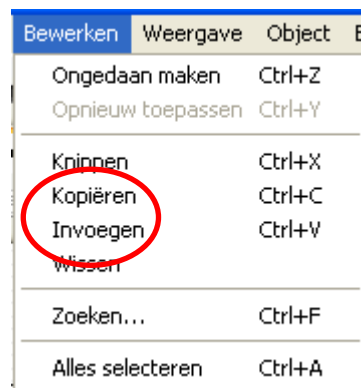 Bewerken Weergave Object
Ongedaan maken Ctrl+Z
Opnieuw toepassen Ctrl+Y
Knippen Ctrl+X
Kopiëren Ctrl+C
Invoegen Ctrl+V
Wissen
Zoeken... Ctrl+F
Alles selecteren Ctrl+A